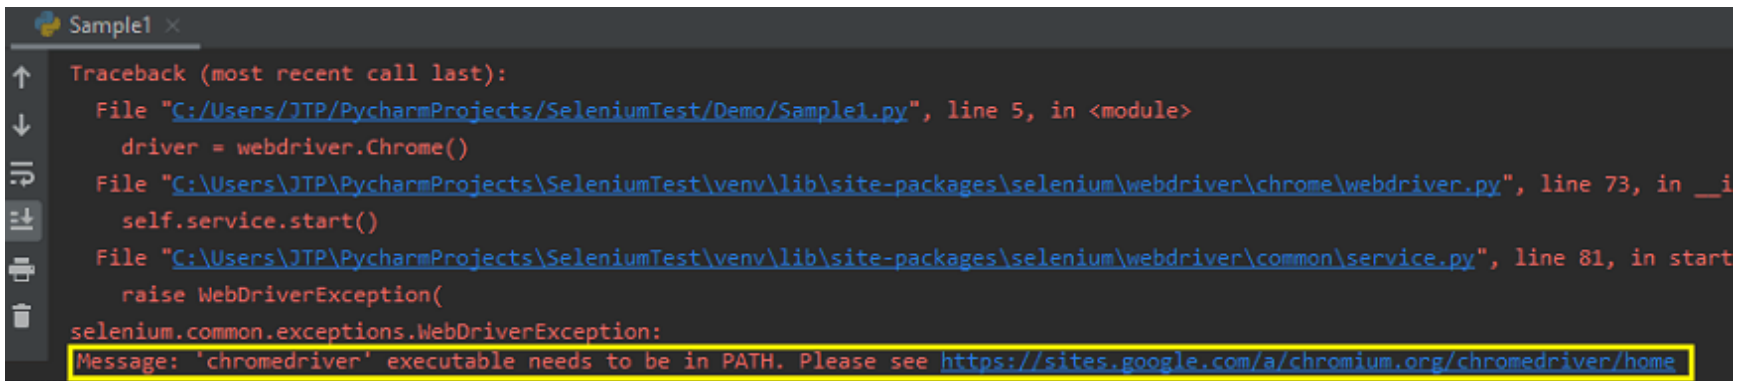 Sample1
Traceback (most recent call last):
File "C:/Users/JTP/PycharmProjects/SeleniumTest/Demo/Sample1.py", line 5, in <module>
driver = webdriver.Chrome()
File "C:\Users\JTP\PycharmProjects\SeleniumTest\venv\lib\site-packages\selenium\webdriver\chrome\webdriver.py", line 73, in __i
self.service.start()
File "C:\Users\JTP\PycharmProjects\SeleniumTest\venv\lib\site-packages\selenium\webdriver\common\service.py", line 81, in start
raise WebDriverException(
selenium.common.exceptions.WebDriverException:
Message: 'chromedriver' executable needs to be in PATH. Please see https://sites.google.com/a/chromium.org/chromedriver/home